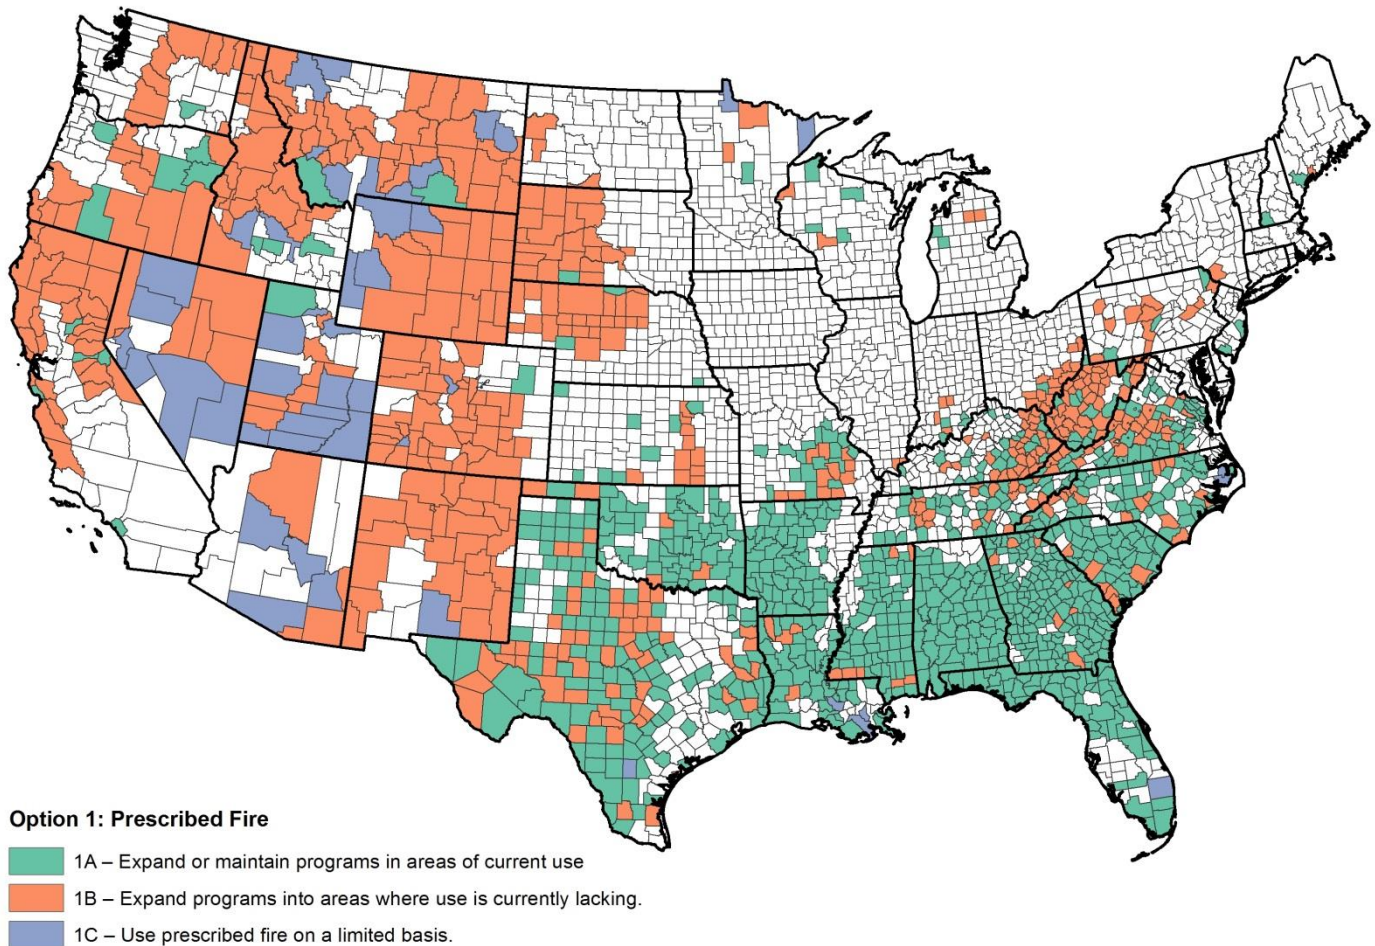 Option 1: Prescribed Fire
1A – Expand or maintain programs in areas of current use
1B – Expand programs into areas where use is currently lacking.
1C – Use prescribed fire on a limited basis.